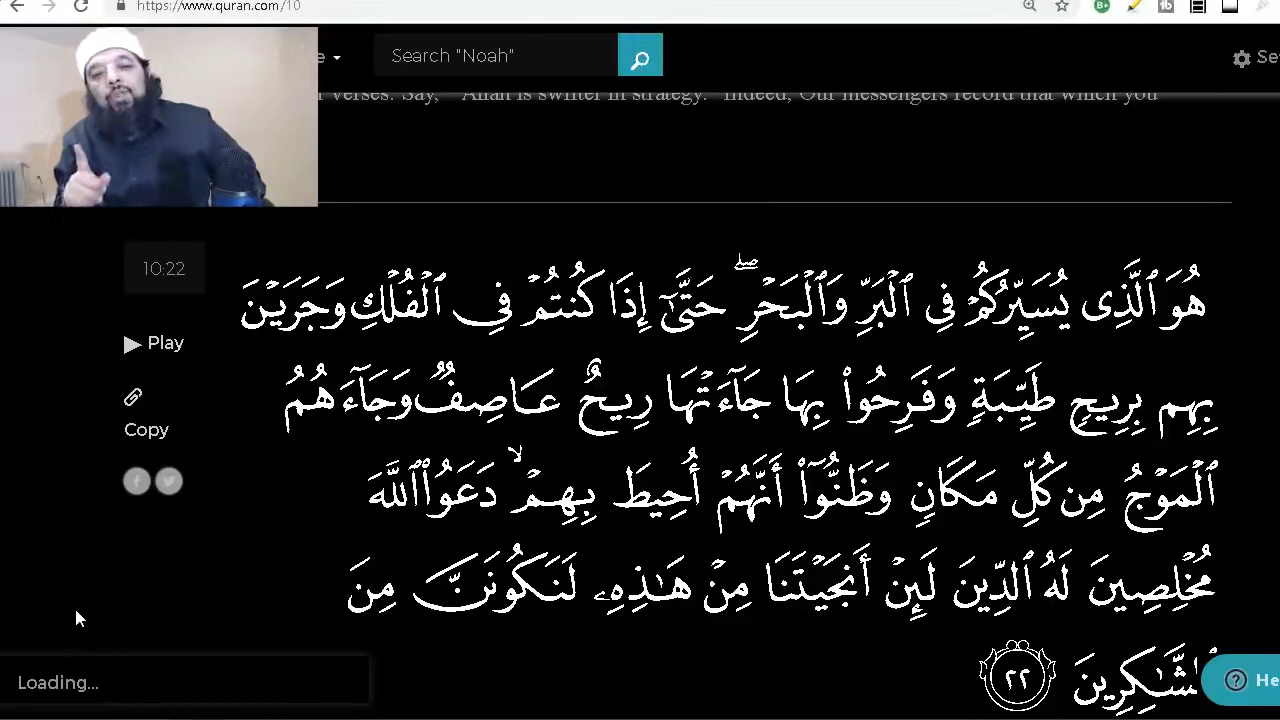 https://www.quran.com/10
Search "Noah"
verses. Say, "Allah is swifter in strategy." Indeed, Our messengers record that which you
10:22
هُوَ ٱلَّذِى يُسَيِّرُكُمْ فِى ٱلْبَرِّ وَٱلْبَحْرِ ۖ حَتَّىٰٓ إِذَا كُنتُمْ فِى ٱلْفُلْكِ وَجَرَيْنَ
Play
بِهِم بِرِيحٍ طَيِّبَةٍ وَفَرِحُوا۟ بِهَا جَآءَتْهَا رِيحٌ عَاصِفٌ وَجَآءَهُمُ
Copy
ٱلْمَوْجُ مِن كُلِّ مَكَانٍ وَظَنُّوٓا۟ أَنَّهُمْ أُحِيطَ بِهِمْ ۙ دَعَوُا۟ ٱللَّهَ
مُخْلِصِينَ لَهُ ٱلدِّينَ لَئِنْ أَنجَيْتَنَا مِنْ هَـٰذِهِۦ لَنَكُونَنَّ مِنَ
ٱلشَّـٰكِرِينَ ٢٢
Loading...